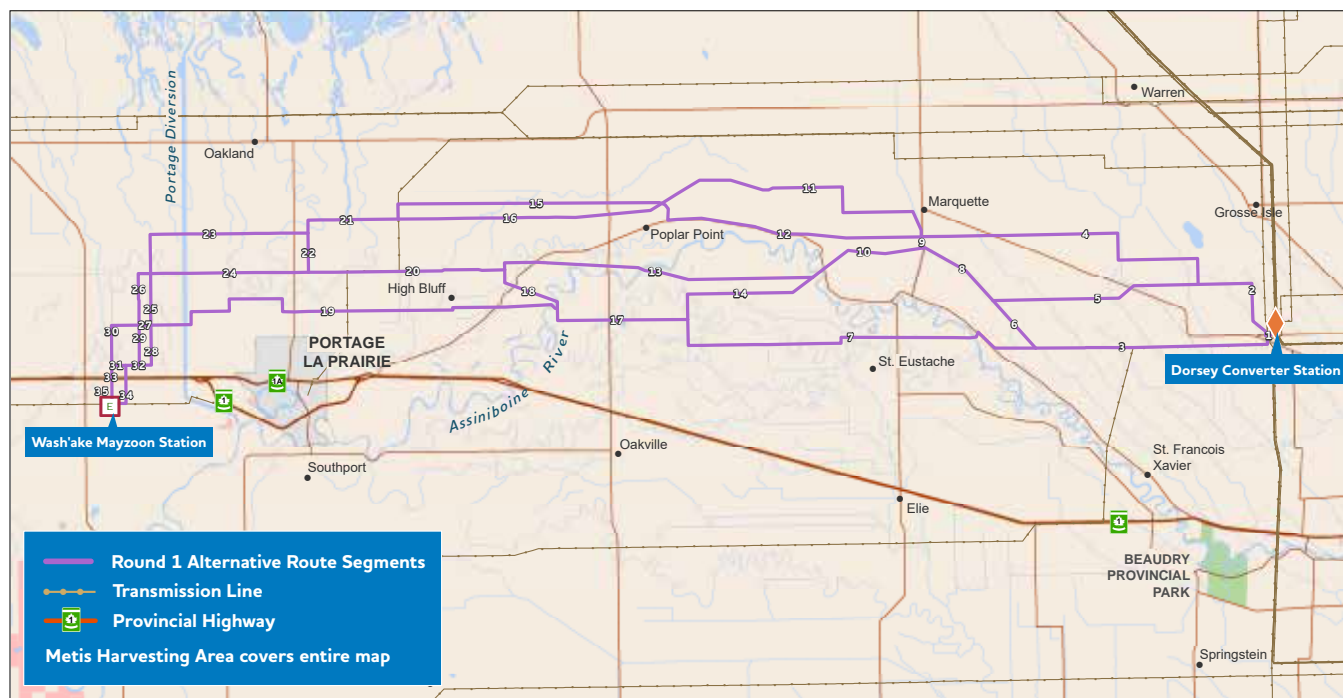 Warren
Portage Diversion
Oakland
11
15
Marquette
21
16
Grosse Isle
23
Poplar Point
12
4
9
22
10
8
24
20
13
High Bluff
26
18
14
5
2
25
19
17
30
27
6
29
PORTAGE
LA PRAIRIE
River
7
1
28
3
31
32
St. Eustache
33
1A
Dorsey Converter Station
35
34
E
1
Assiniboine
Wash'ake Mayzoon Station
Oakville
St. Francois
Xavier
Southport
Elie
1
BEAUDRY
PROVINCIAL
PARK
Round 1 Alternative Route Segments
Transmission Line
1
Provincial Highway
Metis Harvesting Area covers entire map
Springstein